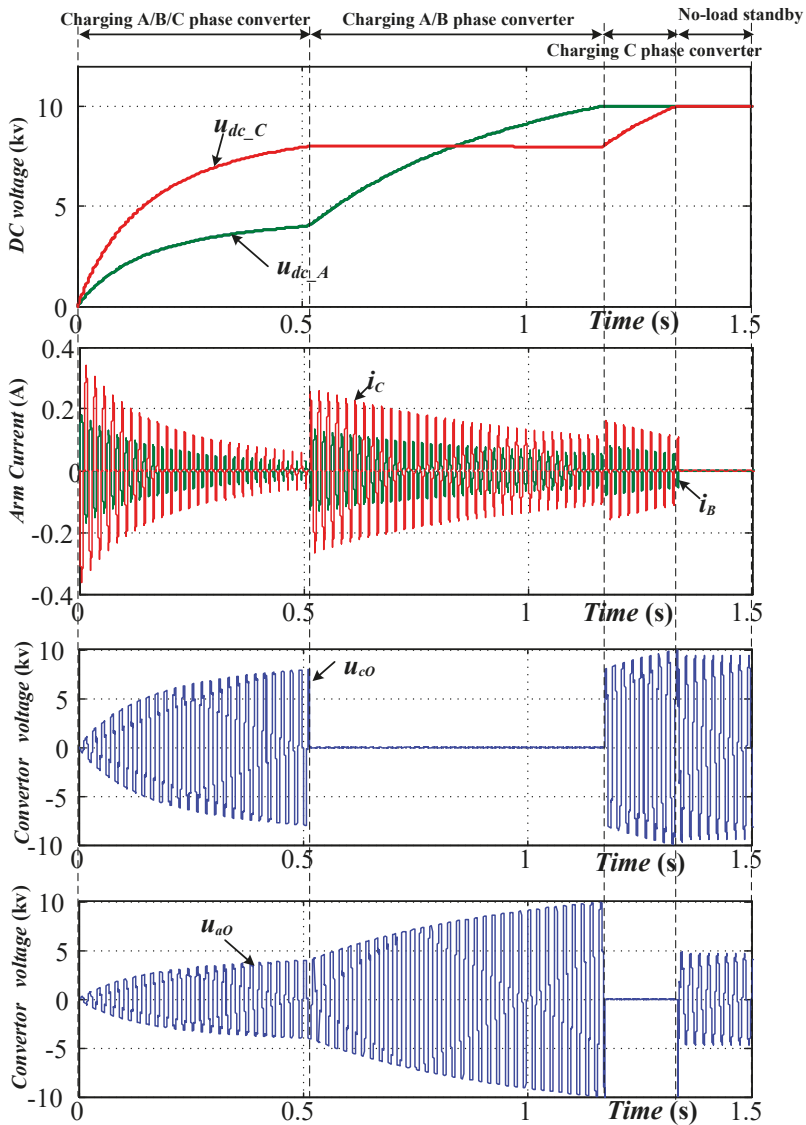 Charging A/B/C phase converter
Charging A/B phase converter
No-load standby
Charging C phase converter
DC voltage (kv)
10
5
0
u_dc_C
u_dc_A
0
0.5
1
Time (s)
1.5
Arm Current (A)
0.4
0.2
0
-0.2
-0.4
i_C
i_B
0
0.5
1
Time (s)
1.5
Convertor voltage (kv)
10
5
0
-5
-10
u_cO
0
0.5
1
Time (s)
1.5
Convertor voltage (kv)
10
5
0
-5
-10
u_aO
0
0.5
1
Time (s)
1.5